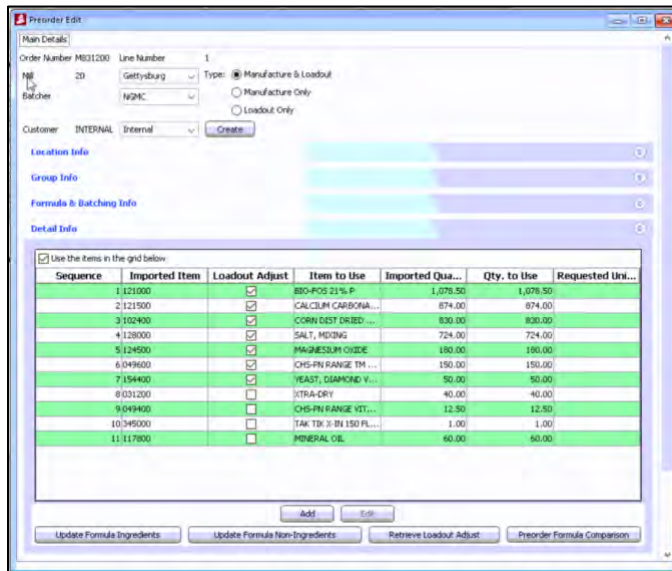 Preorder Edit
Main Details
Order Number M831200 Line Number 1
Mill 20 Gettysburg Type: Manufacture & Loadout
Batcher NGMC Manufacture Only
Loadout Only
Customer INTERNAL Internal Create
Location Info
Group Info
Formula & Batching Info
Detail Info
Use the items in the grid below
Sequence Imported Item Loadout Adjust Item to Use Imported Qua... Qty. to Use Requested Uni...
1 121000 BIO-FOS 21% P 1,078.50 1,078.50
2 121500 CALCIUM CARBONA... 874.00 874.00
3 102400 CORN DIST DRIED ... 830.00 830.00
4 128000 SALT, MIXING 724.00 724.00
5 124500 MAGNESIUM OXIDE 180.00 180.00
6 049600 CHS-PN RANGE TM ... 150.00 150.00
7 154400 YEAST, DIAMOND V... 50.00 50.00
8 031200 XTRA-DRY 40.00 40.00
9 049400 CHS-PN RANGE VIT... 12.50 12.50
10 345000 TAK TIX X-IN 150 FL... 1.00 1.00
11 117800 MINERAL OIL 60.00 60.00
Add Edit
Update Formula Ingredients Update Formula Non-Ingredients Retrieve Loadout Adjust Preorder Formula Comparison